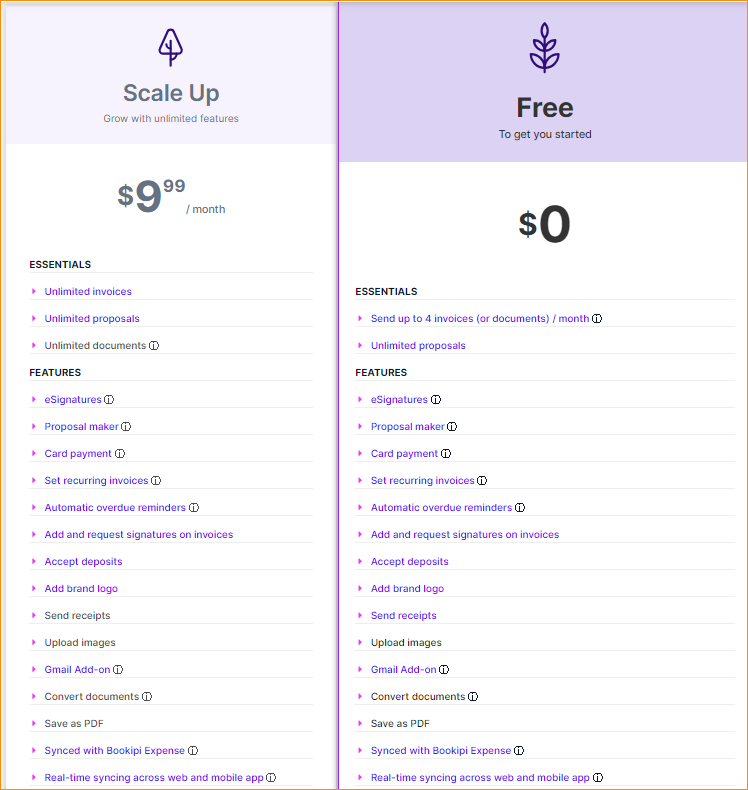 Scale Up
Grow with unlimited features
$9.99 / month
ESSENTIALS
Unlimited invoices
Unlimited proposals
Unlimited documents ⓘ
FEATURES
eSignatures ⓘ
Proposal maker ⓘ
Card payment ⓘ
Set recurring invoices ⓘ
Automatic overdue reminders ⓘ
Add and request signatures on invoices
Accept deposits
Add brand logo
Send receipts
Upload images
Gmail Add-on ⓘ
Convert documents ⓘ
Save as PDF
Synced with Bookipi Expense ⓘ
Real-time syncing across web and mobile app ⓘ
Free
To get you started
$0
ESSENTIALS
Send up to 4 invoices (or documents) / month ⓘ
Unlimited proposals
FEATURES
eSignatures ⓘ
Proposal maker ⓘ
Card payment ⓘ
Set recurring invoices ⓘ
Automatic overdue reminders ⓘ
Add and request signatures on invoices
Accept deposits
Add brand logo
Send receipts
Upload images
Gmail Add-on ⓘ
Convert documents ⓘ
Save as PDF
Synced with Bookipi Expense ⓘ
Real-time syncing across web and mobile app ⓘ